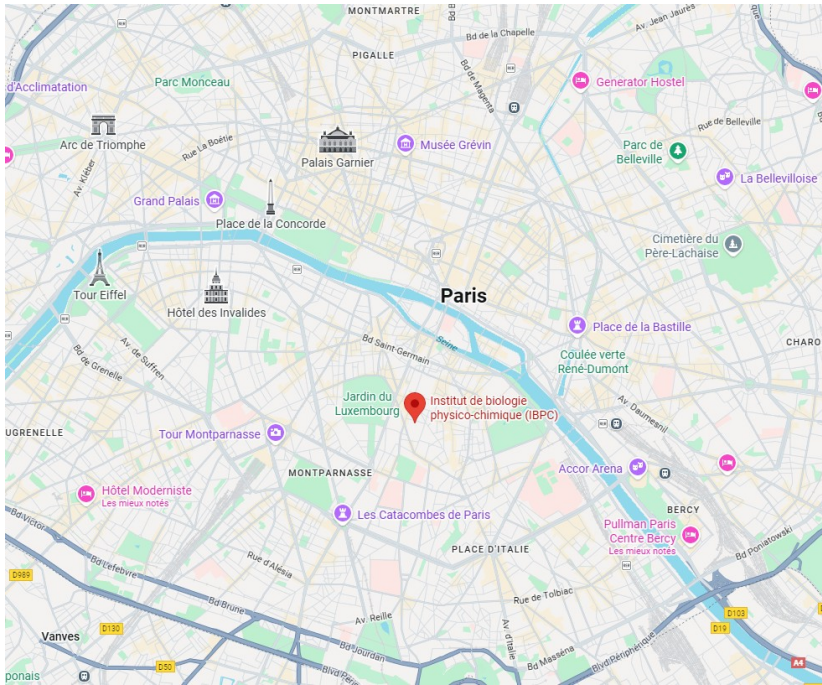 MONTMARTRE
Bd de la Chapelle
Av. Jean Jaurès
PIGALLE
Bd de Magenta
d'Acclimatation
Parc Monceau
Generator Hostel
Rue de Belleville
Arc de Triomphe
Rue La Boétie
Palais Garnier
Musée Grévin
Parc de
Belleville
La Bellevilloise
Av. Kléber
Grand Palais
Place de la Concorde
Cimetière du
Père-Lachaise
Tour Eiffel
Hôtel des Invalides
Paris
Place de la Bastille
Bd Saint-Germain
Seine
Coulée verte
René-Dumont
CHARO
Av. de Suffren
Bd de Grenelle
Jardin du
Luxembourg
Institut de biologie
physico-chimique (IBPC)
Av. Daumesnil
UGRENELLE
Tour Montparnasse
MONTPARNASSE
Accor Arena
Hôtel Moderniste
Les mieux notés
Les Catacombes de Paris
BERCY
Pullman Paris
Centre Bercy
Les mieux notés
Bd Victor
PLACE D'ITALIE
Bd Poniatowski
Rue d'Alésia
Bd Lefebvre
D989
Rue de Tolbiac
Bd Brune
Av. Reille
Av. d'Italie
D103
D130
D19
Vanves
Bd Jourdan
Bd Masséna
Blvd Périphérique
A4
D50
Blvd Pér
ponais